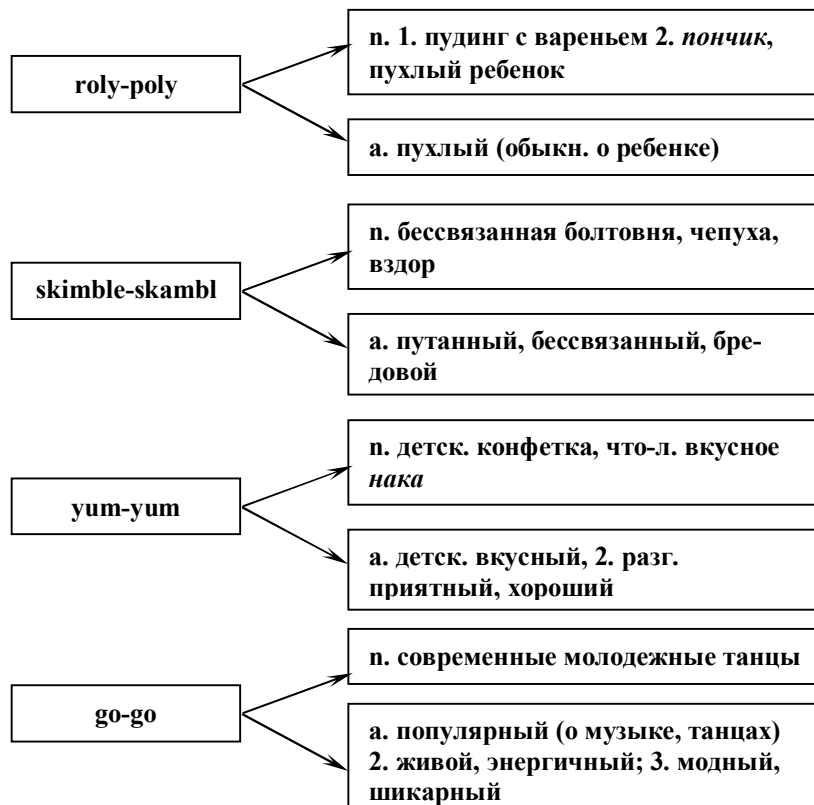 roly-poly
n. 1. пудинг с вареньем 2. пончик,
пухлый ребенок
а. пухлый (обыкн. о ребенке)
skimble-skambl
n. бессвязанная болтовня, чепуха,
вздор
а. путанный, бессвязанный, бре-
довой
yum-yum
n. детск. конфетка, что-л. вкусное
нака
а. детск. вкусный, 2. разг.
приятный, хороший
go-go
n. современные молодежные танцы
а. популярный (о музыке, танцах)
2. живой, энергичный; 3. модный,
шикарный